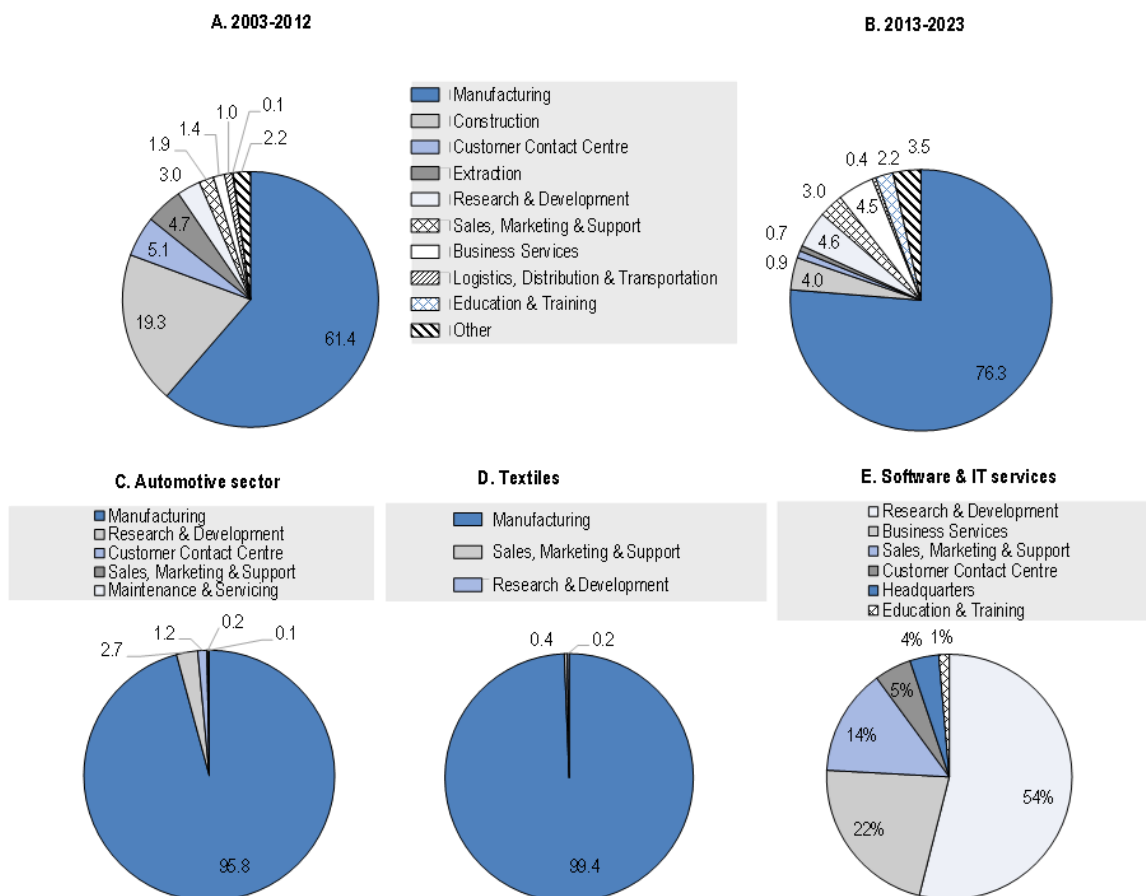 A. 2003-2012
B. 2013-2023
Manufacturing
Construction
Customer Contact Centre
Extraction
Research & Development
Sales, Marketing & Support
Business Services
Logistics, Distribution & Transportation
Education & Training
Other
0.1
1.0
1.4
2.2
1.9
3.0
4.7
5.1
19.3
61.4
3.5
0.4
2.2
3.0
4.5
4.6
0.7
0.9
4.0
76.3
C. Automotive sector
Manufacturing
Research & Development
Customer Contact Centre
Sales, Marketing & Support
Maintenance & Servicing
0.2
1.2
0.1
2.7
95.8
D. Textiles
Manufacturing
Sales, Marketing & Support
Research & Development
0.4
0.2
99.4
E. Software & IT services
Research & Development
Business Services
Sales, Marketing & Support
Customer Contact Centre
Headquarters
Education & Training
4%
1%
5%
14%
54%
22%